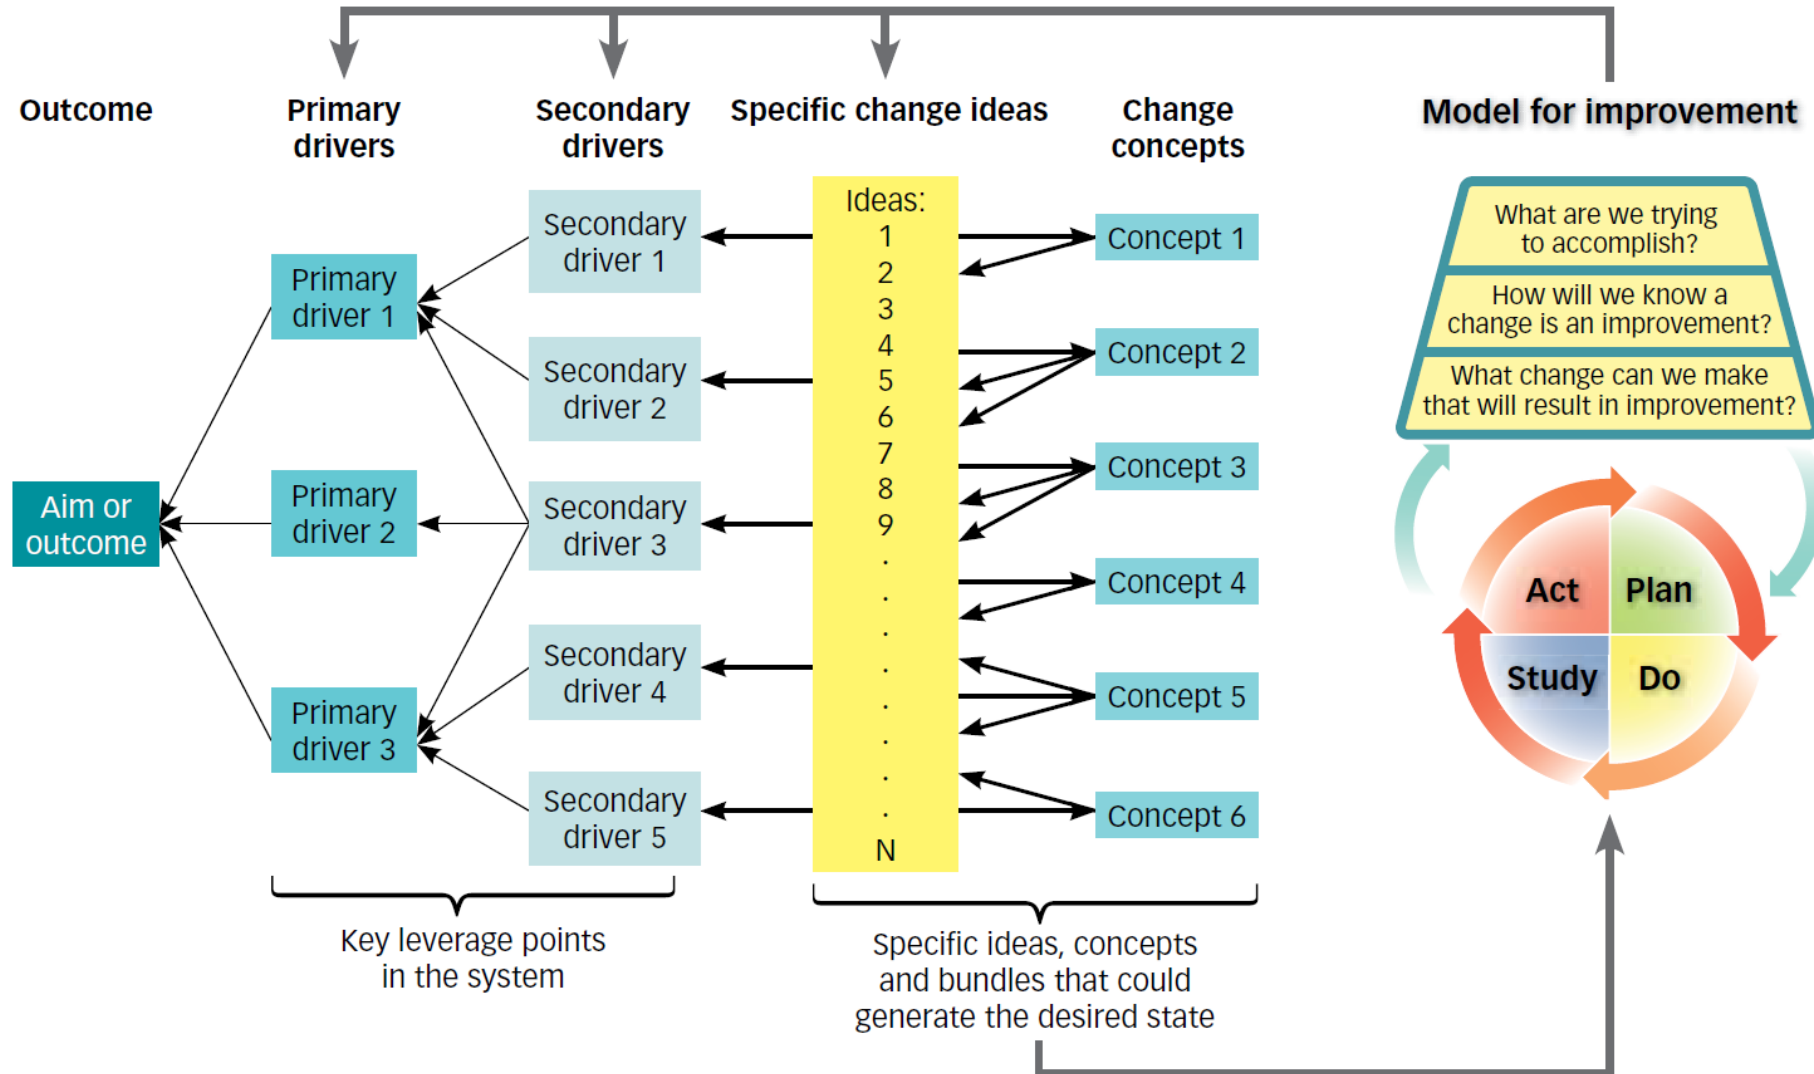 Outcome
Primary
drivers
Secondary
drivers
Specific change ideas
Change
concepts
Model for improvement
Aim or
outcome
Primary
driver 1
Primary
driver 2
Primary
driver 3
Secondary
driver 1
Secondary
driver 2
Secondary
driver 3
Secondary
driver 4
Secondary
driver 5
Ideas:
1
2
3
4
5
6
7
8
9
.
.
.
.
.
.
.
.
N
Concept 1
Concept 2
Concept 3
Concept 4
Concept 5
Concept 6
What are we trying
to accomplish?
How will we know a
change is an improvement?
What change can we make
that will result in improvement?
Act
Plan
Study
Do
Key leverage points
in the system
Specific ideas, concepts
and bundles that could
generate the desired state